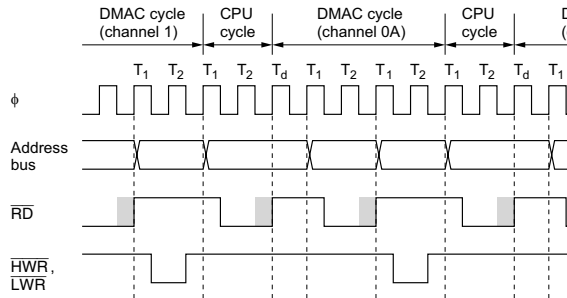 DMAC cycle (channel 1)
CPU cycle
DMAC cycle (channel 0A)
CPU cycle
D
(
T1 T2 T1 T2 Td T1 T2 T1 T2 T1 T2 Td T1
φ
Address bus
RD
HWR, LWR